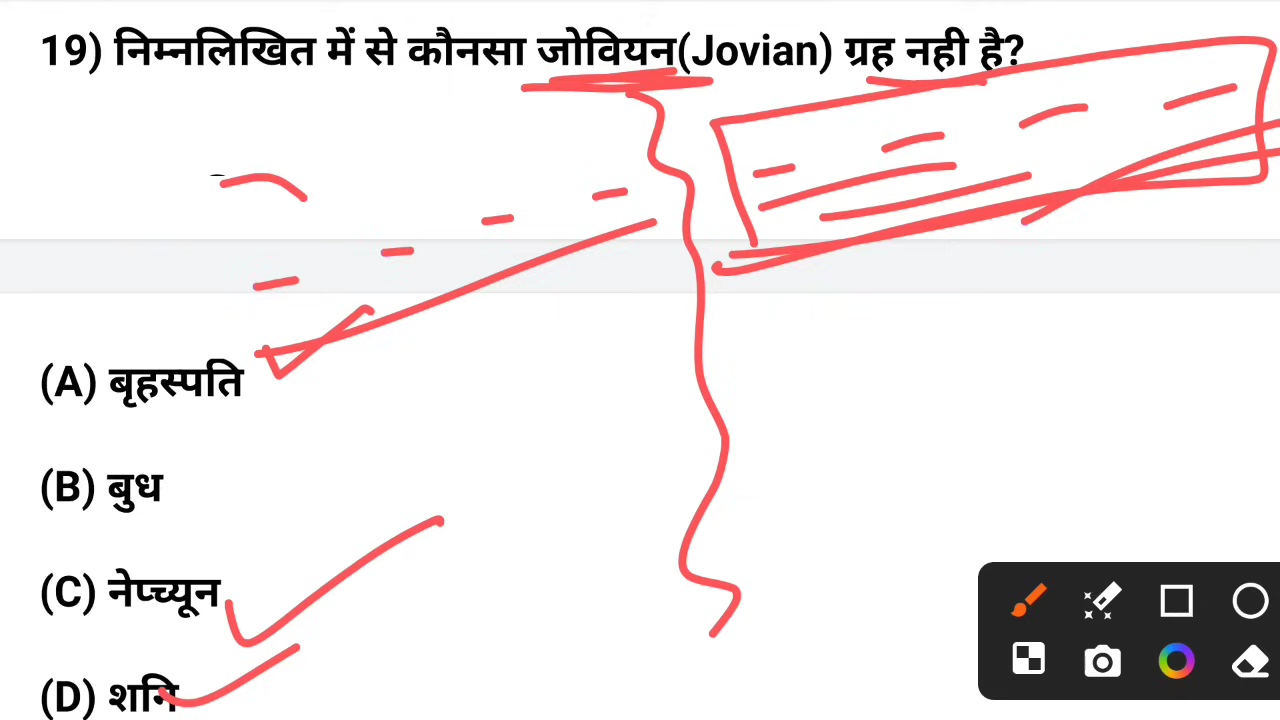 19) निम्नलिखित में से कौनसा जोवियन(Jovian) ग्रह नही है?
(A) बृहस्पति
(B) बुध
(C) नेप्च्यून
(D) शनि